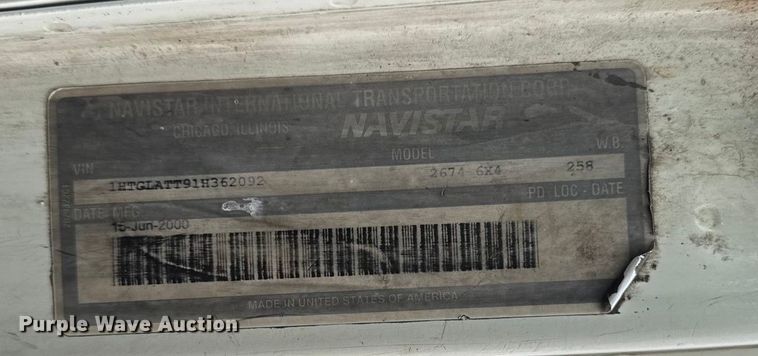 NAVISTAR INTERNATIONAL TRANSPORTATION CORP.
CHICAGO, ILLINOIS NAVISTAR
VIN MODEL W.B.
1HTGLATT91H362092 2674 6X4 258
DATE MFG PD LOC - DATE
15-Jun-2000
MADE IN UNITED STATES OF AMERICA
Purple Wave Auction